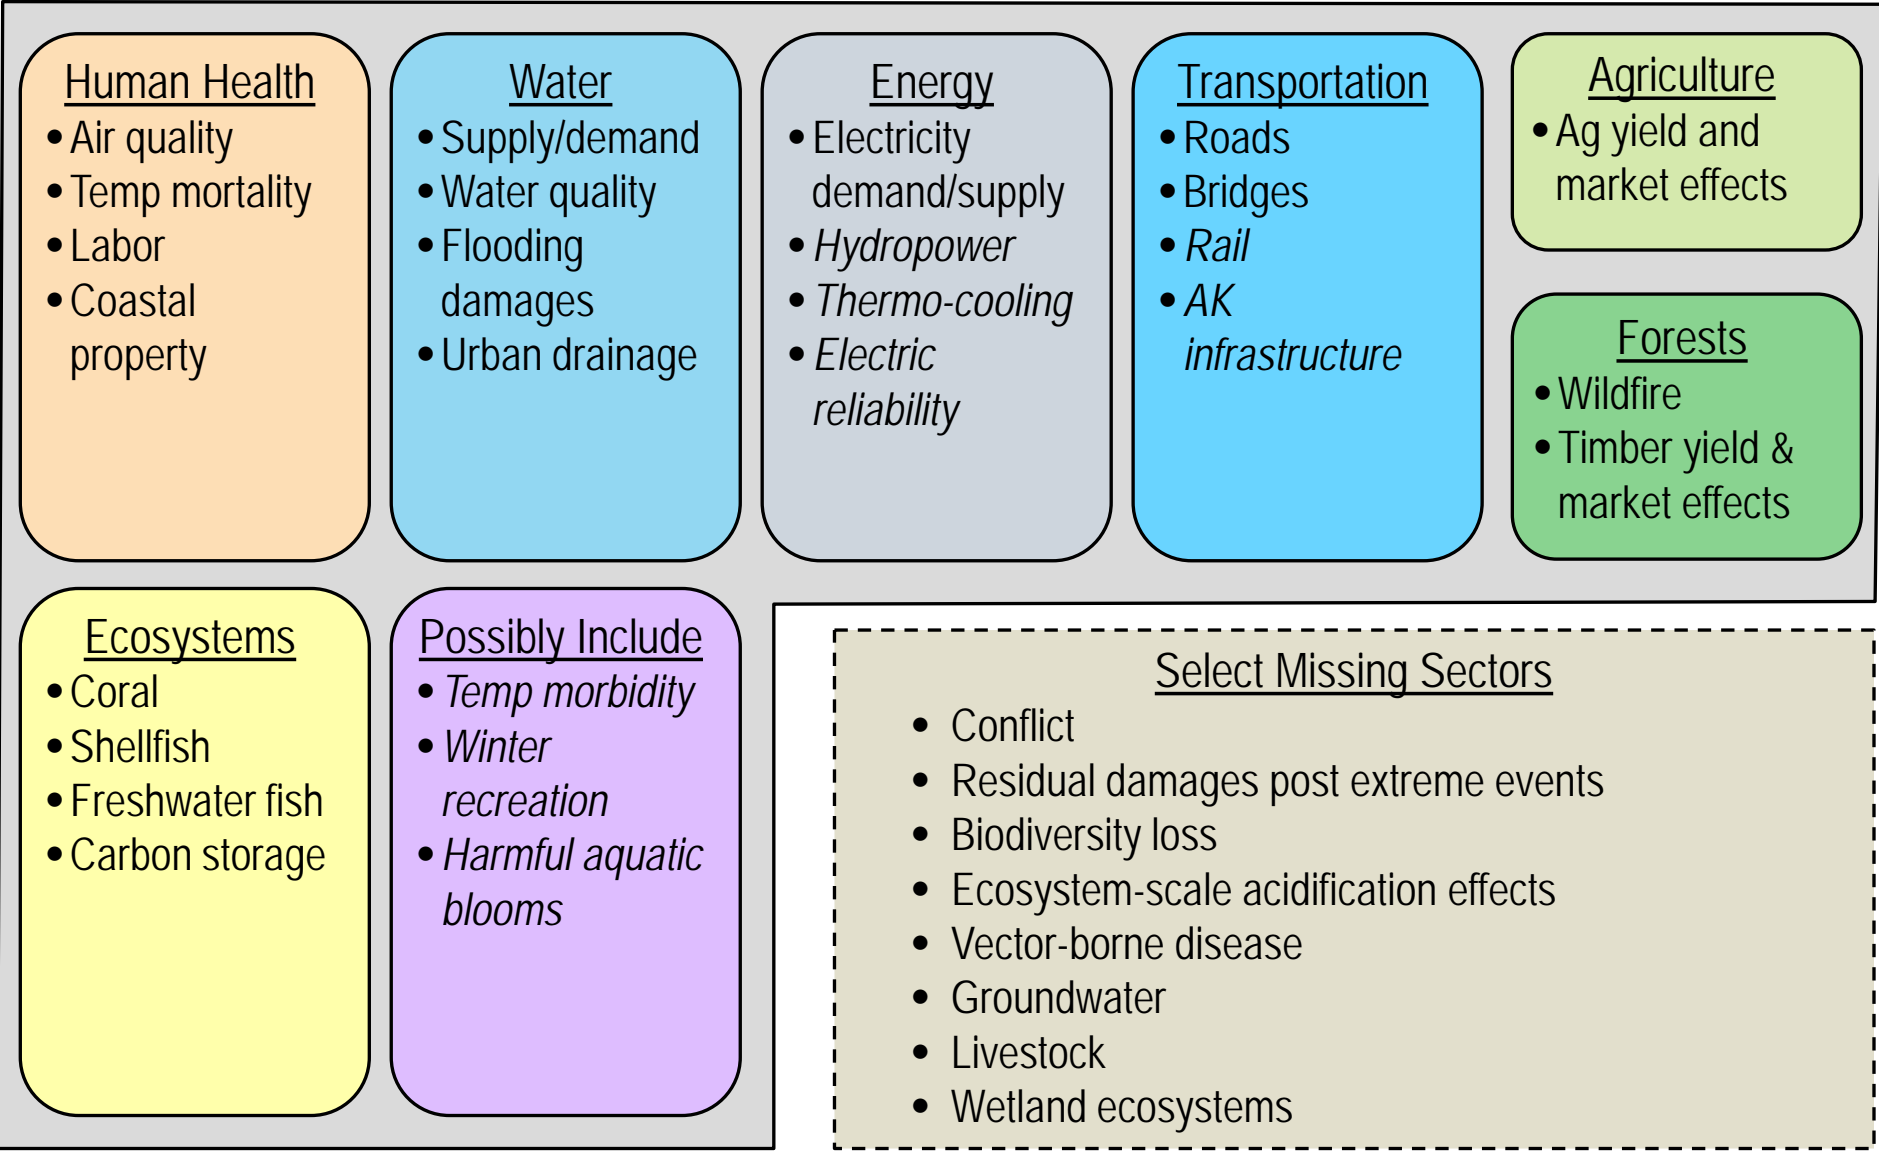 Human Health
• Air quality
• Temp mortality
• Labor
• Coastal
property
Water
• Supply/demand
• Water quality
• Flooding
damages
• Urban drainage
Energy
• Electricity
demand/supply
• Hydropower
• Thermo-cooling
• Electric
reliability
Transportation
• Roads
• Bridges
• Rail
• AK
infrastructure
Agriculture
• Ag yield and
market effects
Forests
• Wildfire
• Timber yield &
market effects
Ecosystems
• Coral
• Shellfish
• Freshwater fish
• Carbon storage
Possibly Include
• Temp morbidity
• Winter
recreation
• Harmful aquatic
blooms
Select Missing Sectors
• Conflict
• Residual damages post extreme events
• Biodiversity loss
• Ecosystem-scale acidification effects
• Vector-borne disease
• Groundwater
• Livestock
• Wetland ecosystems